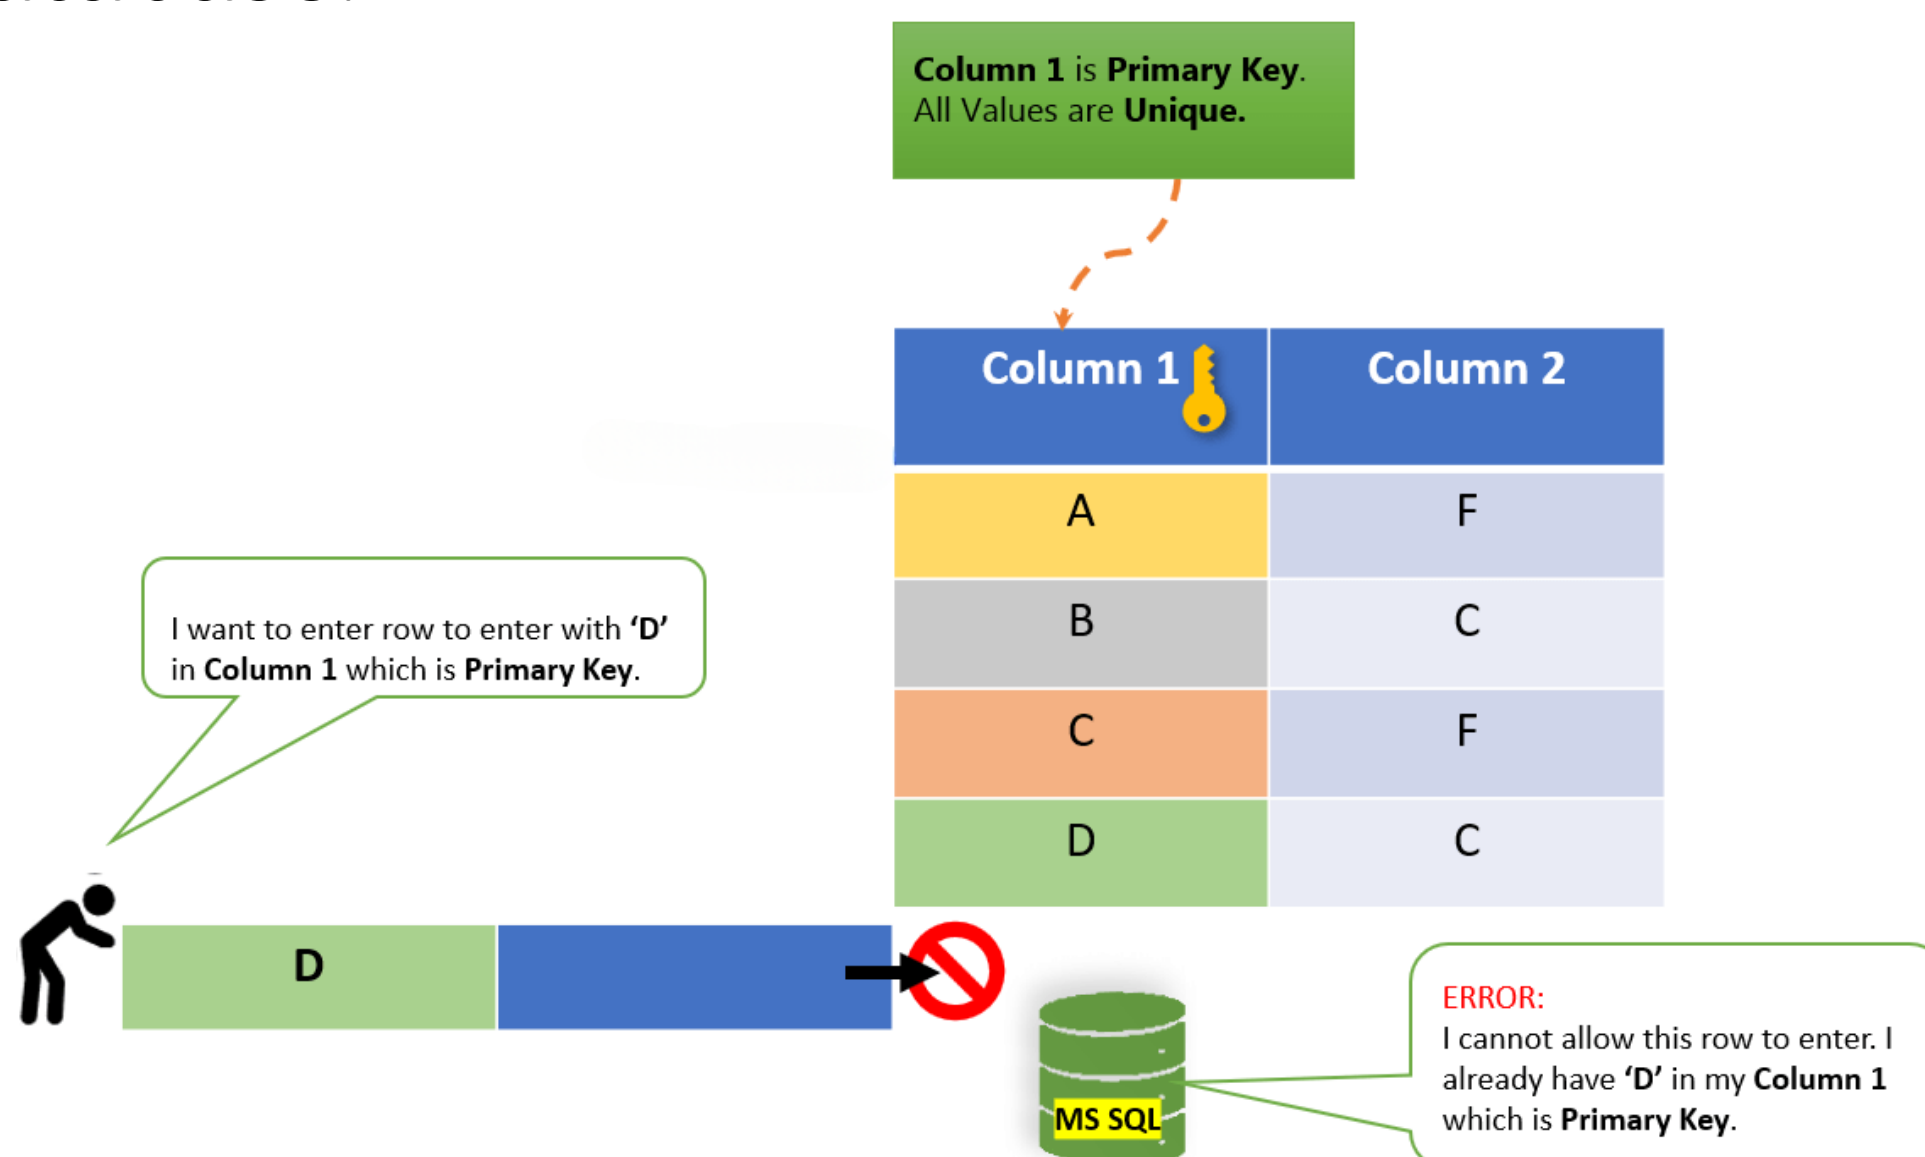 Column 1 is Primary Key.
All Values are Unique.
Column 1 Column 2
A F
B C
C F
D C
I want to enter row to enter with ‘D’
in Column 1 which is Primary Key.
D
MS SQL
ERROR:
I cannot allow this row to enter. I
already have ‘D’ in my Column 1
which is Primary Key.